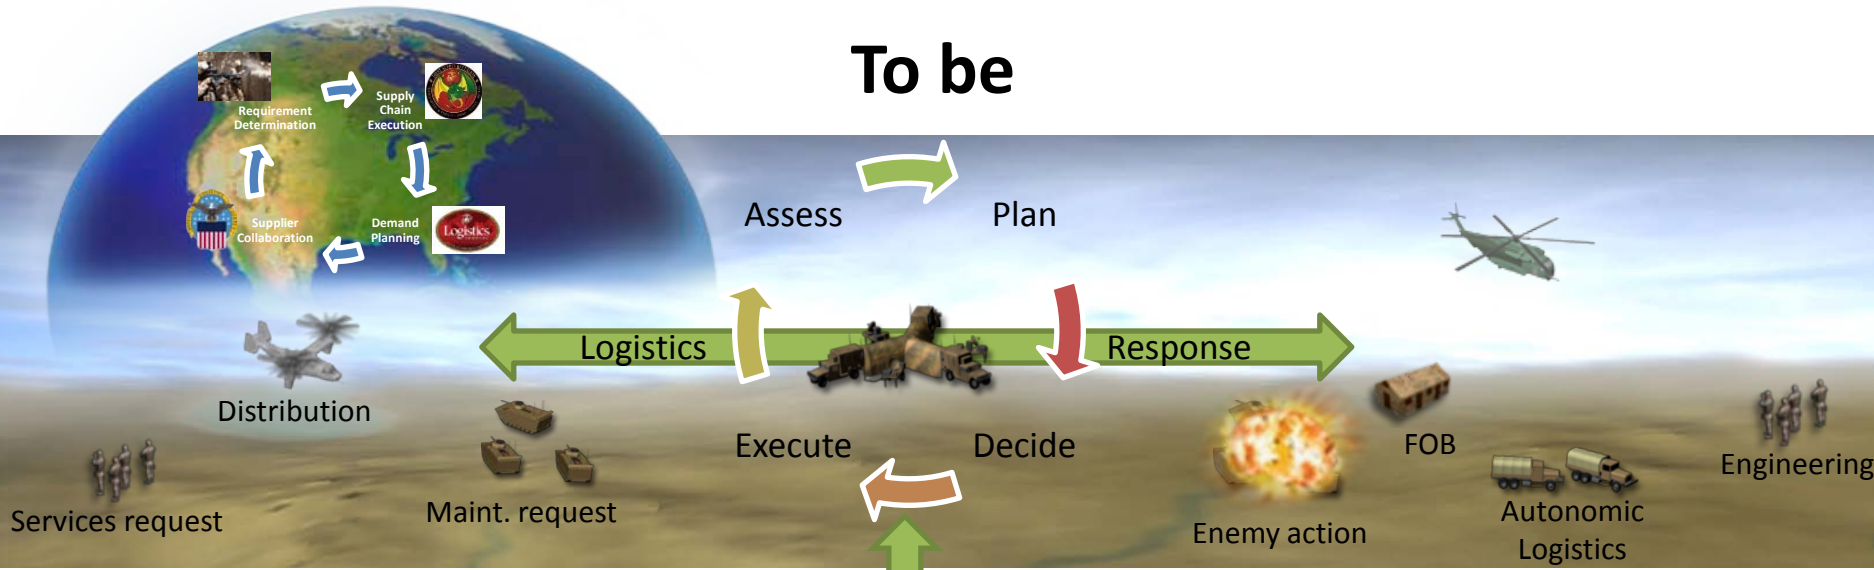 To be
Requirement
Determination
Supply
Chain
Execution
Supplier
Collaboration
Demand
Planning
Logistics
Assess
Plan
Logistics
Response
Distribution
Execute
Decide
FOB
Engineering
Services request
Maint. request
Enemy action
Autonomic
Logistics